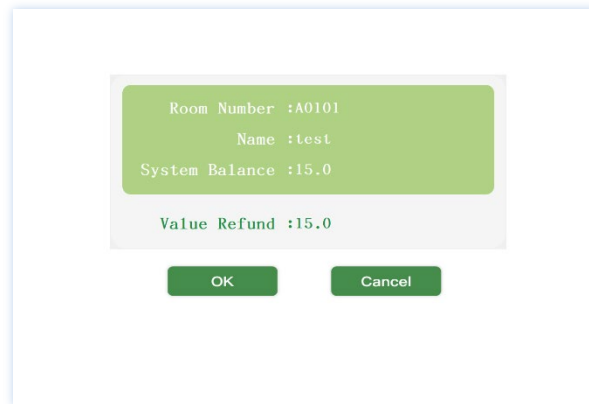 Room Number :A0101
Name :test
System Balance :15.0
Value Refund :15.0
OK Cancel